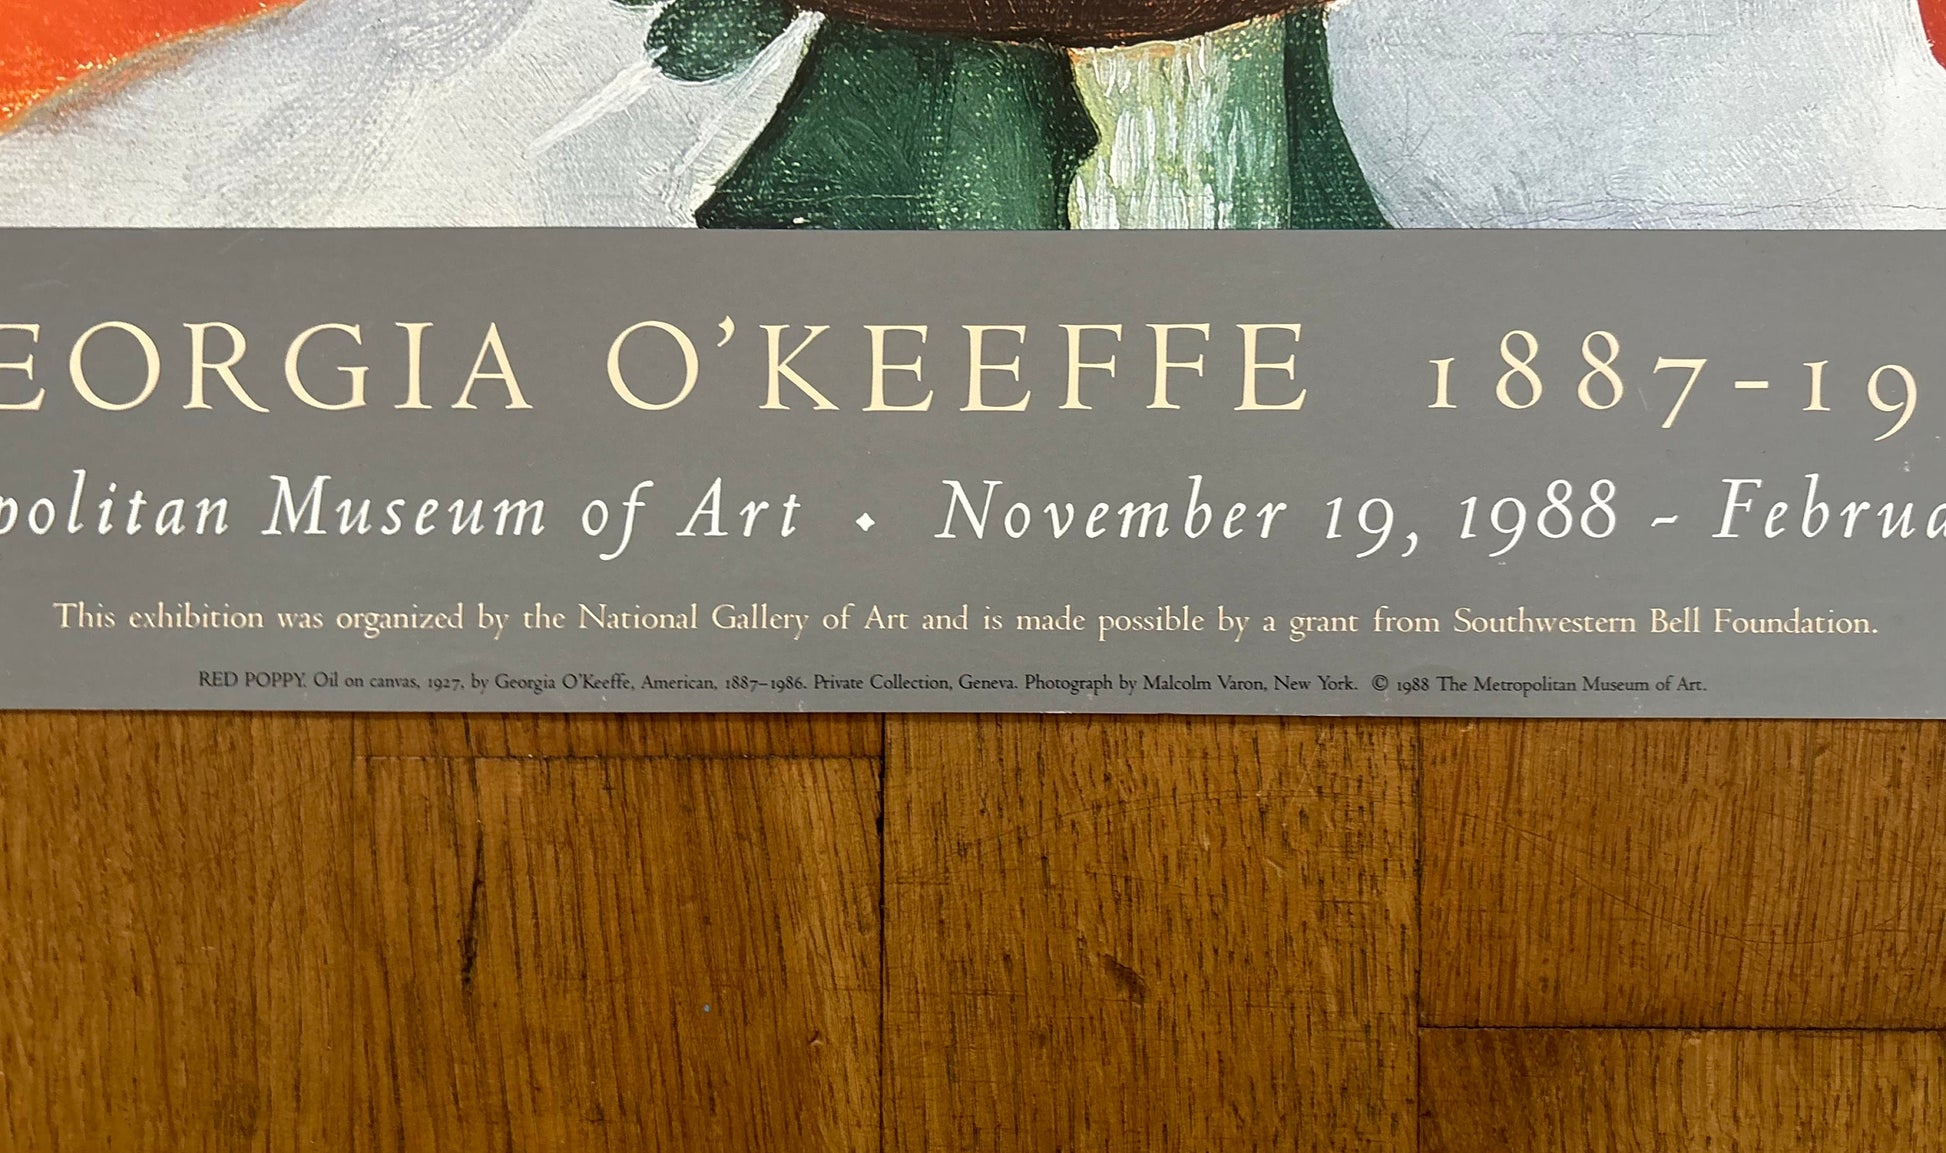 EORGIA O'KEEFFE 1887-19
politan Museum of Art ⬥ November 19, 1988 - Februa
This exhibition was organized by the National Gallery of Art and is made possible by a grant from Southwestern Bell Foundation.
RED POPPY. Oil on canvas, 1927, by Georgia O'Keeffe, American, 1887–1986. Private Collection, Geneva. Photograph by Malcolm Varon, New York. © 1988 The Metropolitan Museum of Art.